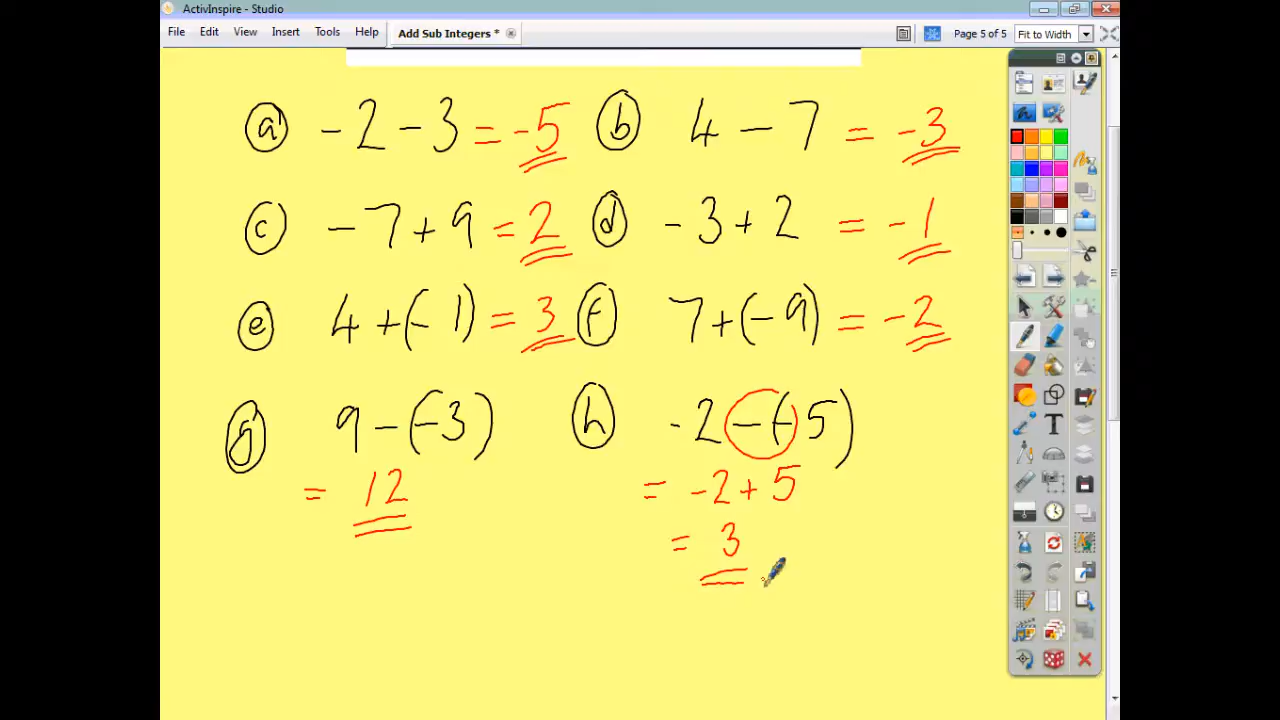 ActivInspire - Studio
File Edit View Insert Tools Help Add Sub Integers * Page 5 of 5 Fit to Width
a -2 - 3 = -5 b 4 - 7 = -3
c -7 + 9 = 2 d -3 + 2 = -1
e 4 + (-1) = 3 f 7 + (-9) = -2
g 9 - (-3) h -2 - (-5)
= 12 = -2 + 5
= 3